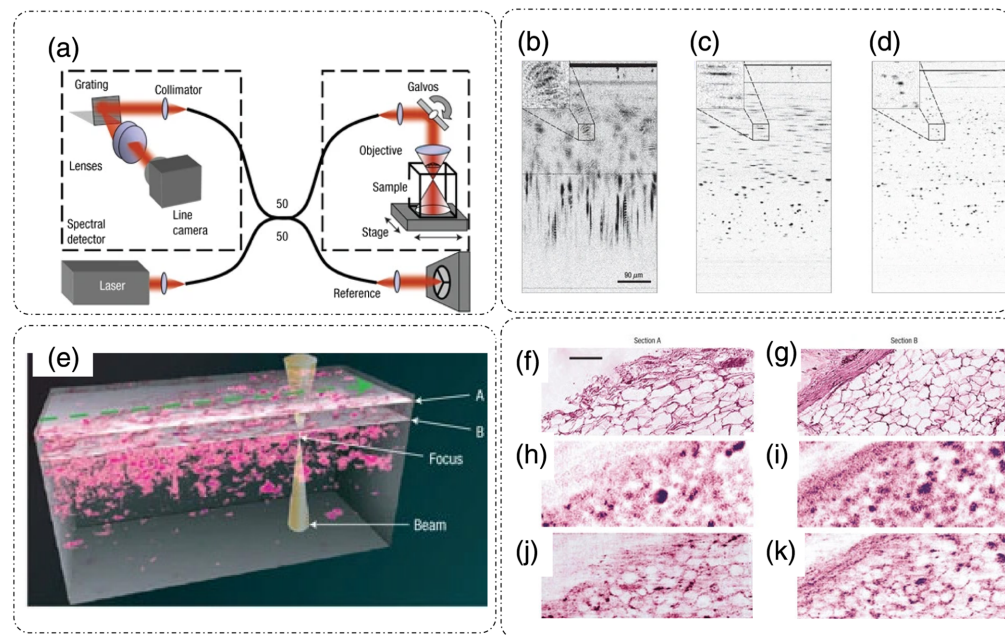 (a)
Grating
Collimator
Lenses
Line
camera
Spectral
detector
Laser
50
50
Galvos
Objective
Sample
Stage
Reference
(b)
(c)
(d)
90 μm
(e)
A
B
Focus
Beam
Section A
Section B
(f)
(g)
(h)
(i)
(j)
(k)